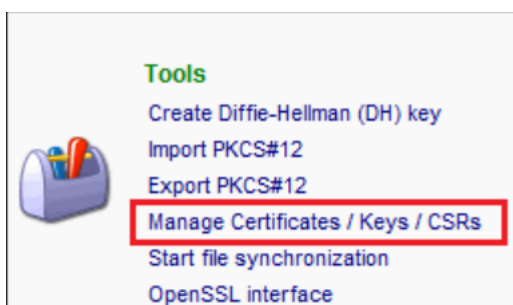 Tools
Create Diffie-Hellman (DH) key
Import PKCS#12
Export PKCS#12
Manage Certificates / Keys / CSRs
Start file synchronization
OpenSSL interface